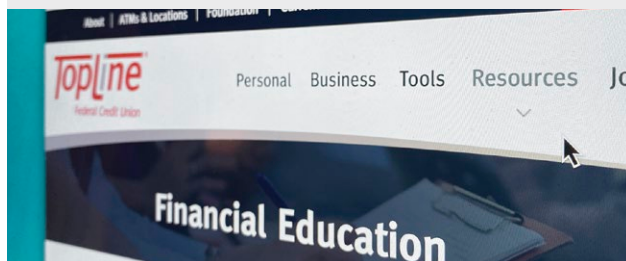 About | ATMs & Locations | Foundation |
TopLine
Federal Credit Union
Personal Business Tools Resources
Financial Education